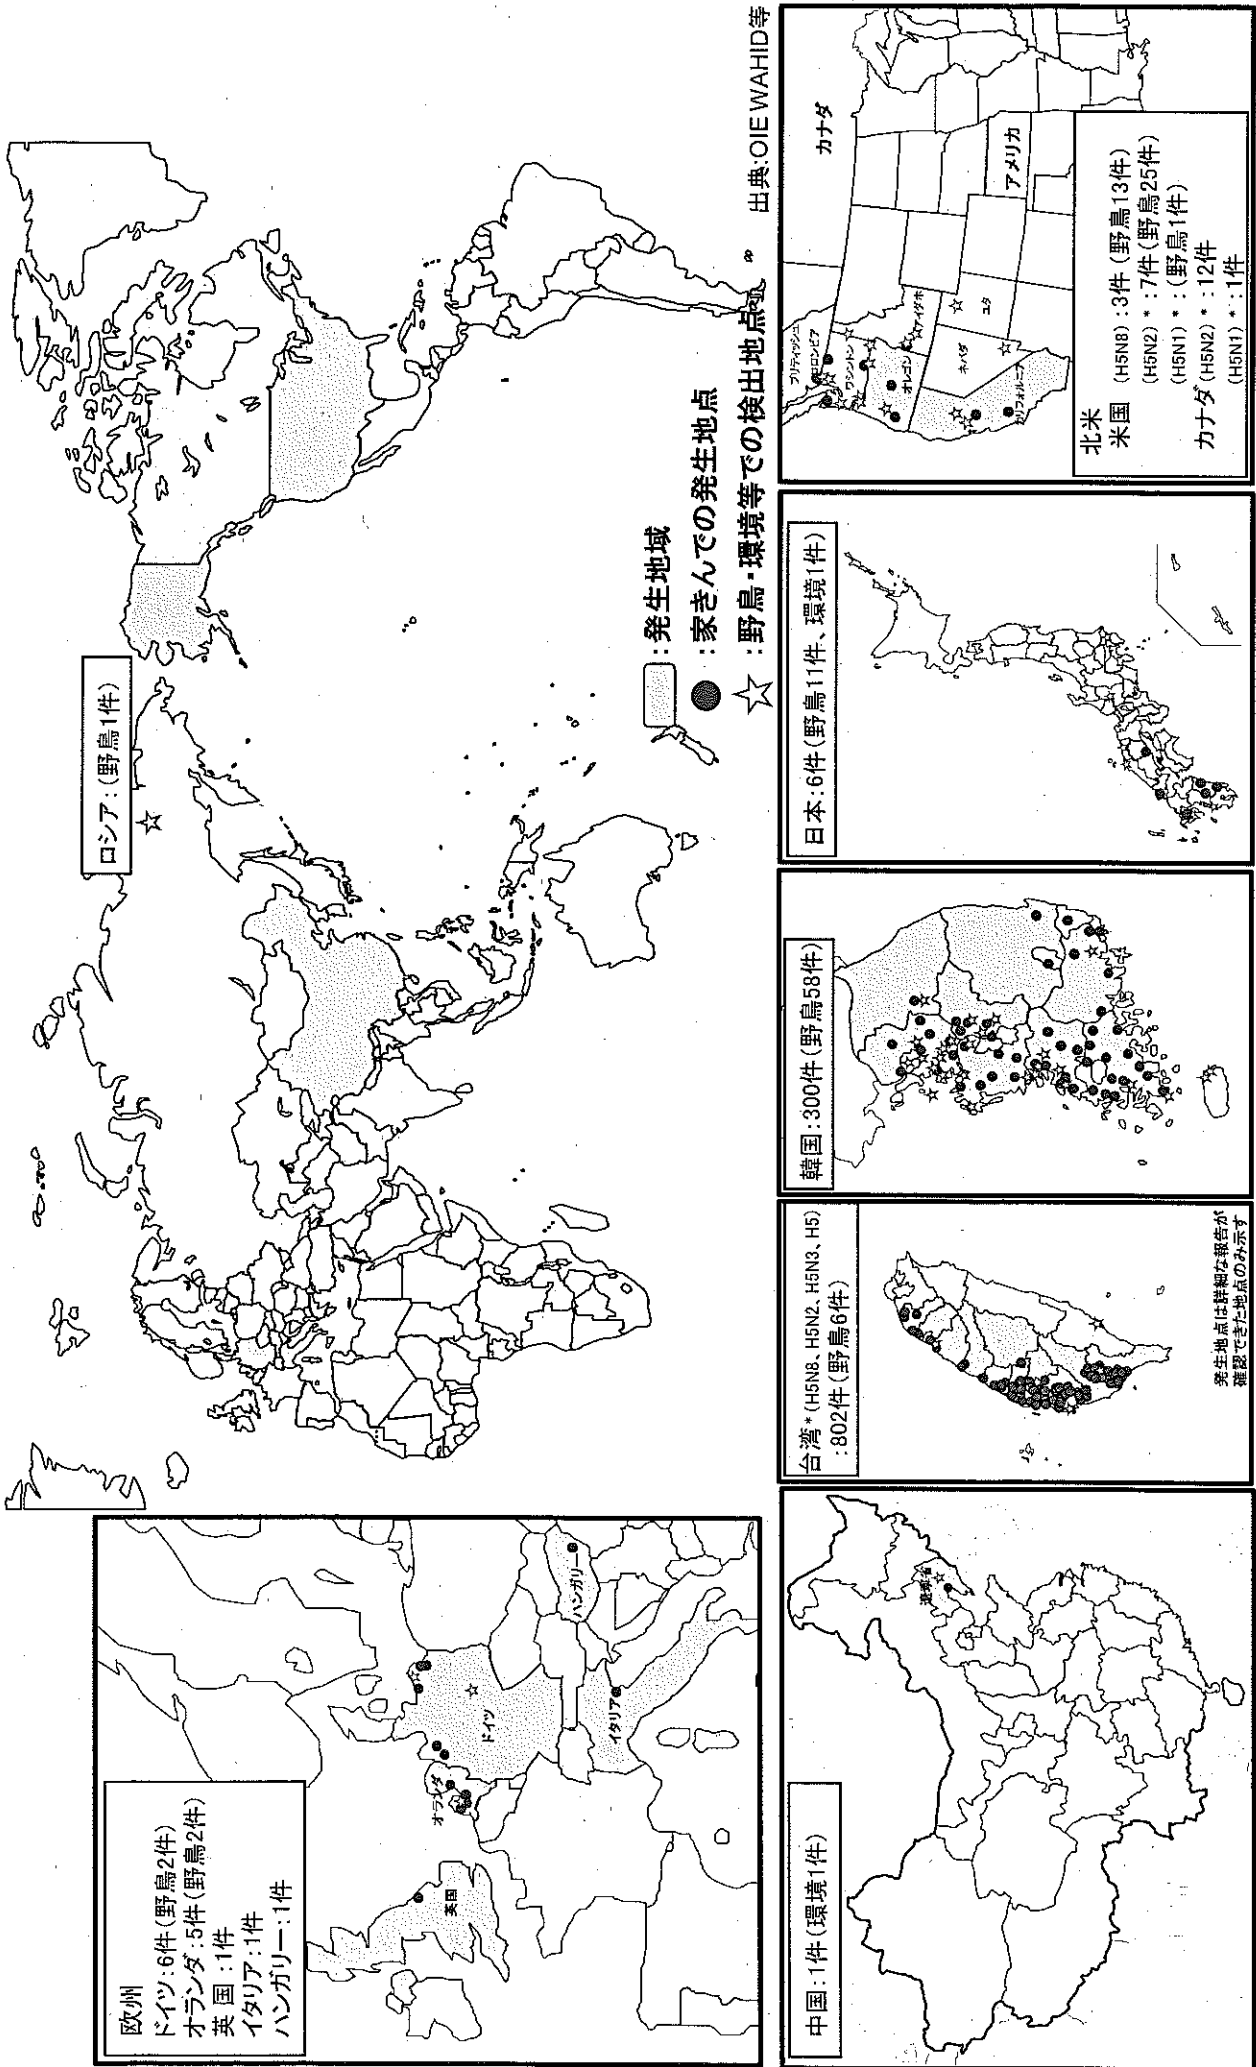 欧州
ドイツ:6件(野鳥2件)
オランダ:5件(野鳥2件)
英 国 :1件
イタリア:1件
ハンガリー:1件
英国
オランダ
ドイツ
イタリア
ハンガリー
ロシア:(野鳥1件)
:発生地域
:家きんでの発生地点
:野鳥・環境等での検出地点
出典:OIE WAHID等
中国:1件(環境1件)
遼寧省
台湾*(H5N8、H5N2、H5N3、H5)
:802件(野鳥6件)
発生地点は詳細な報告が
確認できた地点のみ示す
韓国:300件(野鳥58件)
日本:6件(野鳥11件、環境1件)
カナダ
アメリカ
ブリティッシュ
コロンビア
ワシントン
オレゴン
アイダホ
ネバダ
ユタ
カリフォルニア
北米
米国 (H5N8) :3件 (野鳥13件)
(H5N2) * :7件 (野鳥25件)
(H5N1) * : (野鳥1件)
カナダ (H5N2) * :12件
(H5N1) * :1件